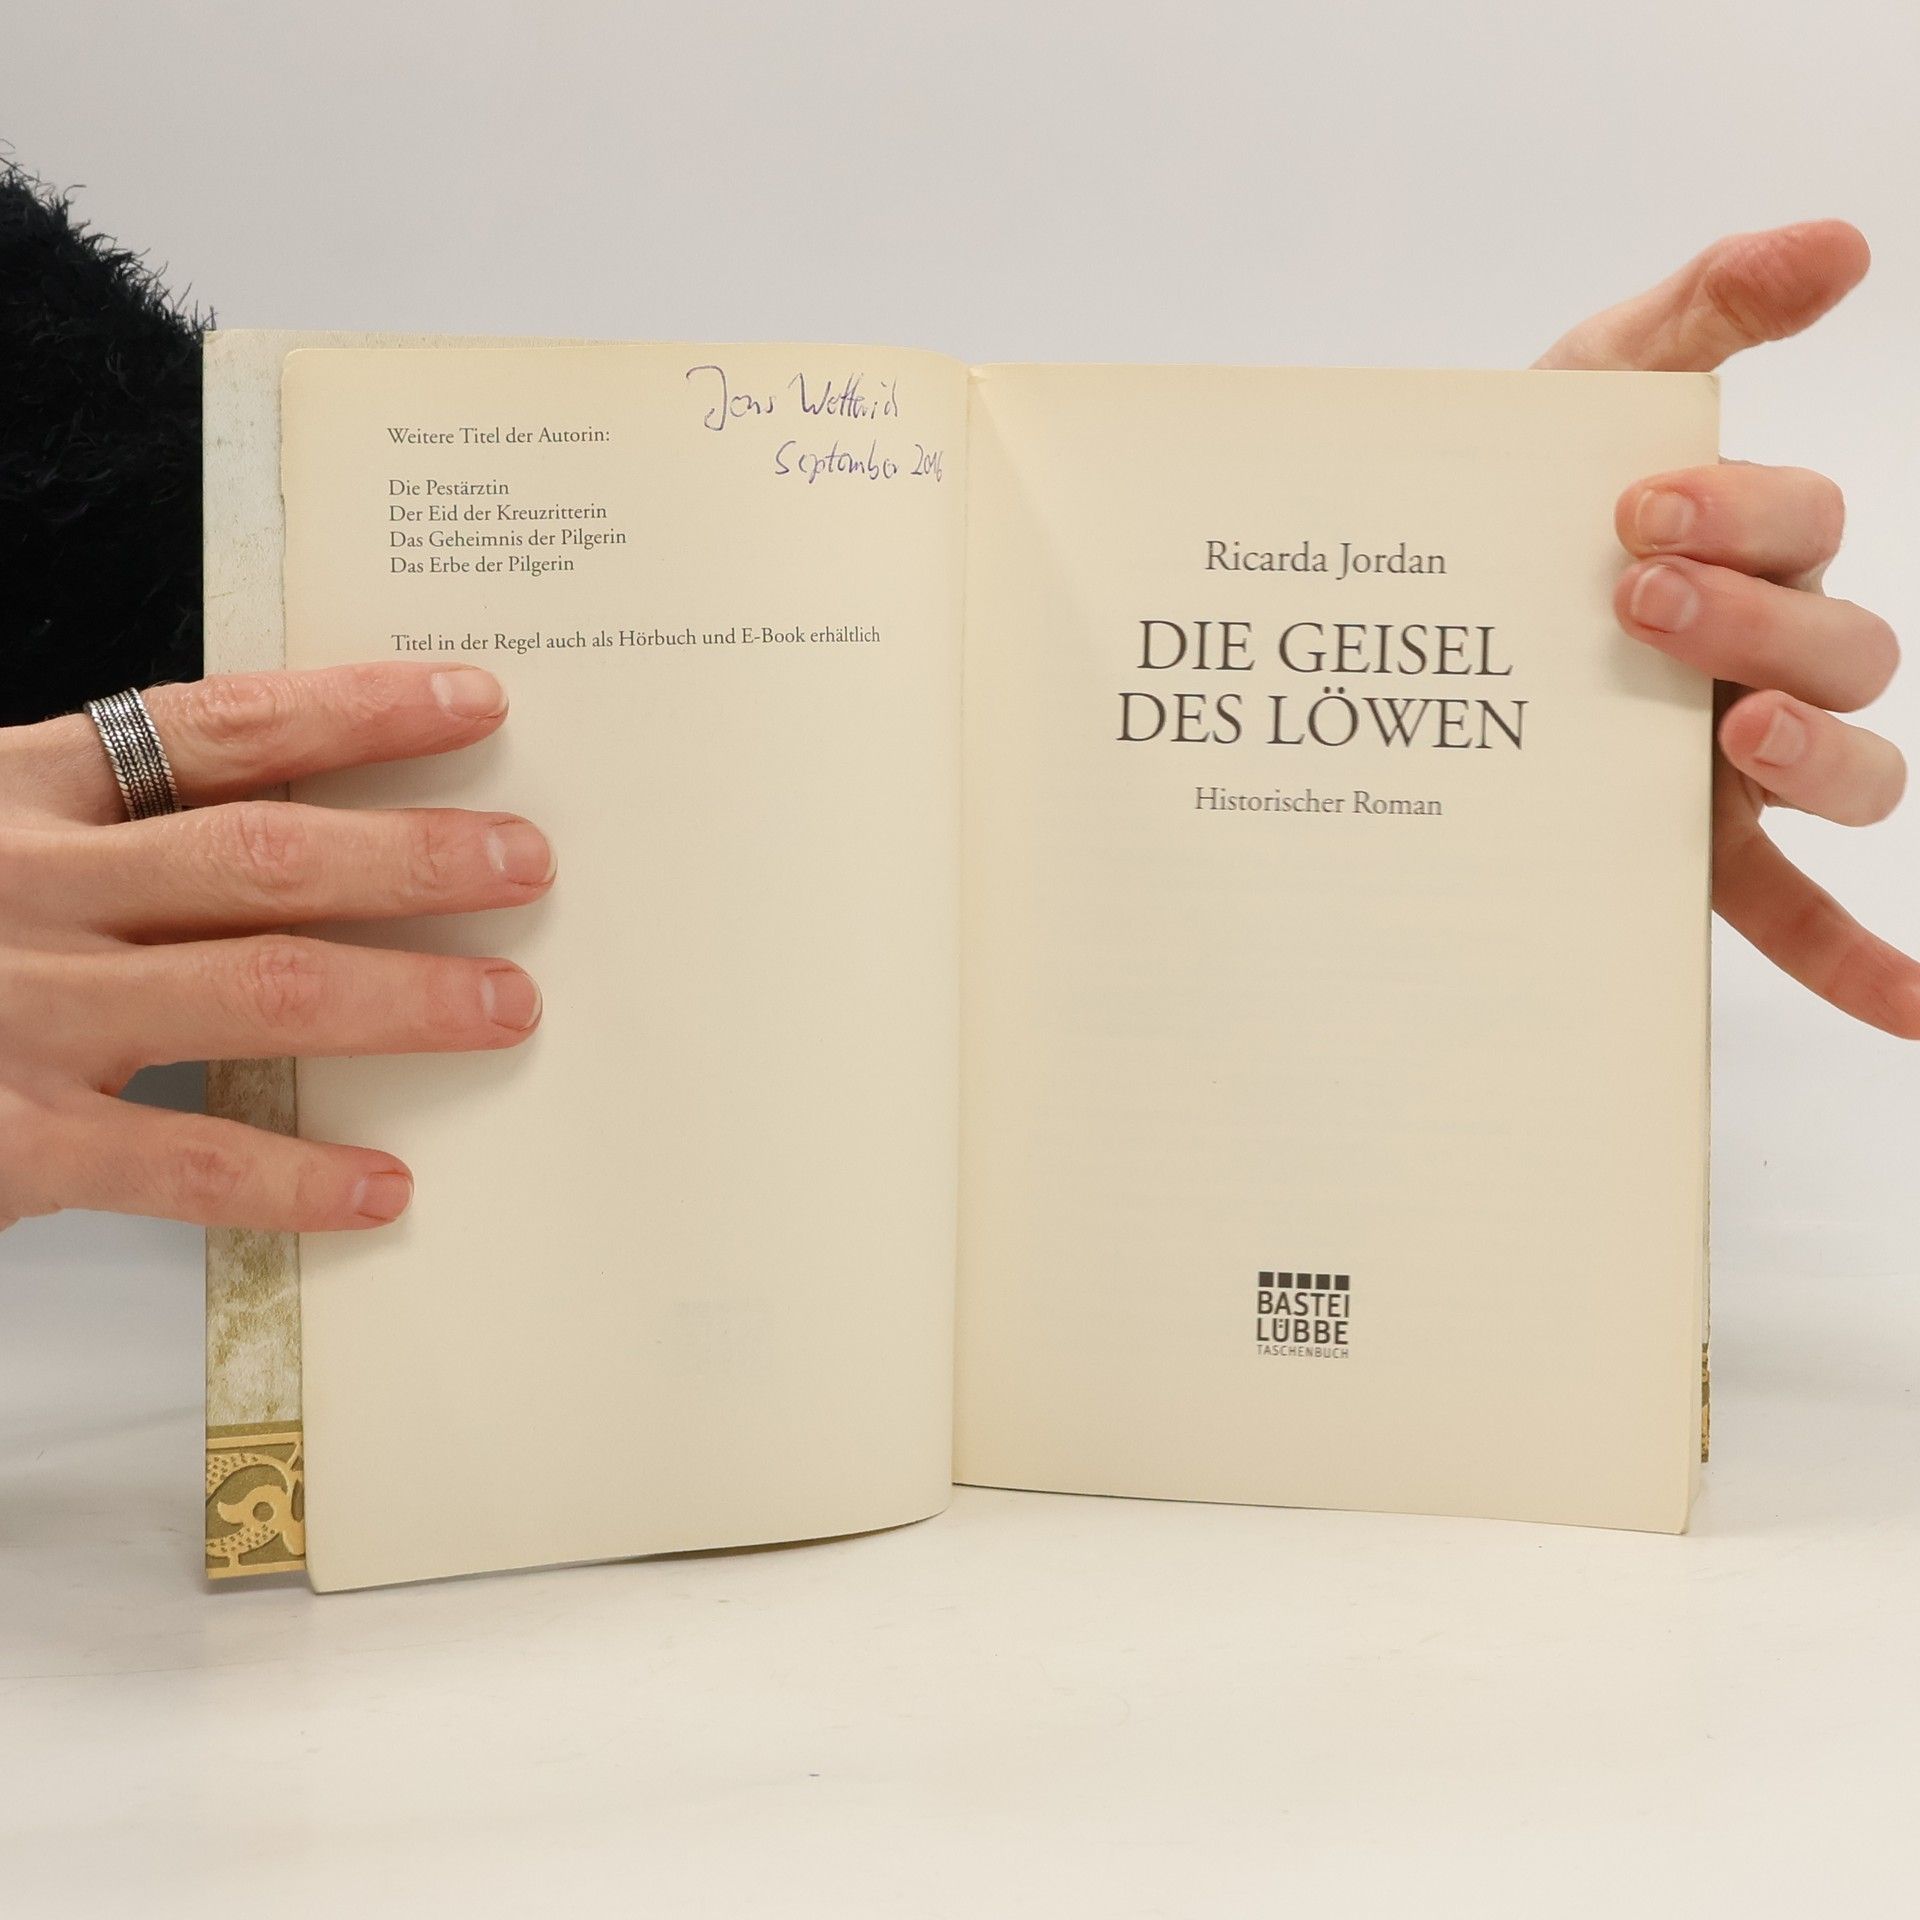 Weitere Titel der Autorin:
Die Pestärztin
Der Eid der Kreuzritterin
Das Geheimnis der Pilgerin
Das Erbe der Pilgerin
Titel in der Regel auch als Hörbuch und E-Book erhältlich
September 2016
Ricarda Jordan
DIE GEISEL
DES LÖWEN
Historischer Roman
BASTEI
LÜBBE
TASCHENBUCH